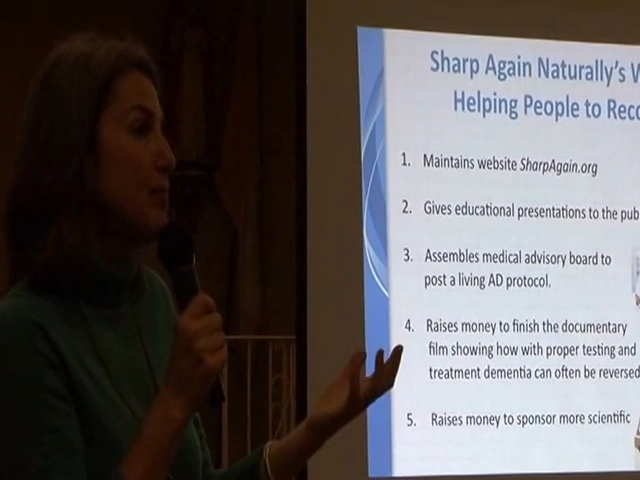 Sharp Again Naturally's
Helping People to
1. Maintains website SharpAgain.org
2. Gives educational presentations to the
3. Assembles medical advisory board to
post a living AD protocol.
4. Raises money to finish the documentary
film showing how with proper testing and
treatment dementia can often be reversed
5. Raises money to sponsor more scientific